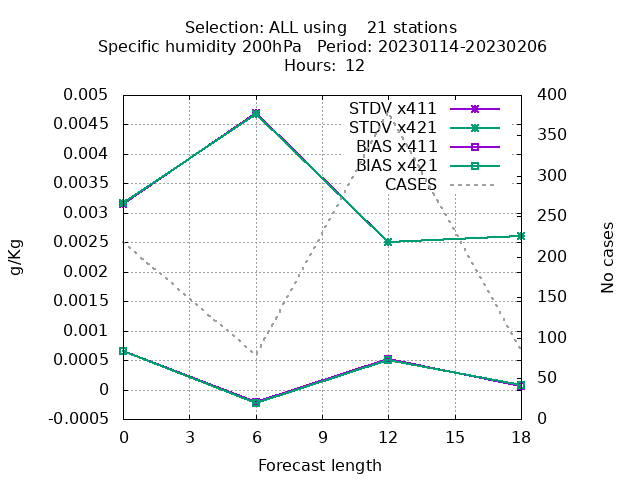 Selection: ALL using    21 stations
Specific humidity 200hPa   Period: 20230114-20230206
Hours: 12
0.005
0.0045
0.004
0.0035
0.003
0.0025
0.002
0.0015
0.001
0.0005
0
-0.0005
g/Kg
STDV x411
STDV x421
BIAS x411
BIAS x421
CASES
400
350
300
250
200
150
100
50
0
No cases
0 3 6 9 12 15 18
Forecast length